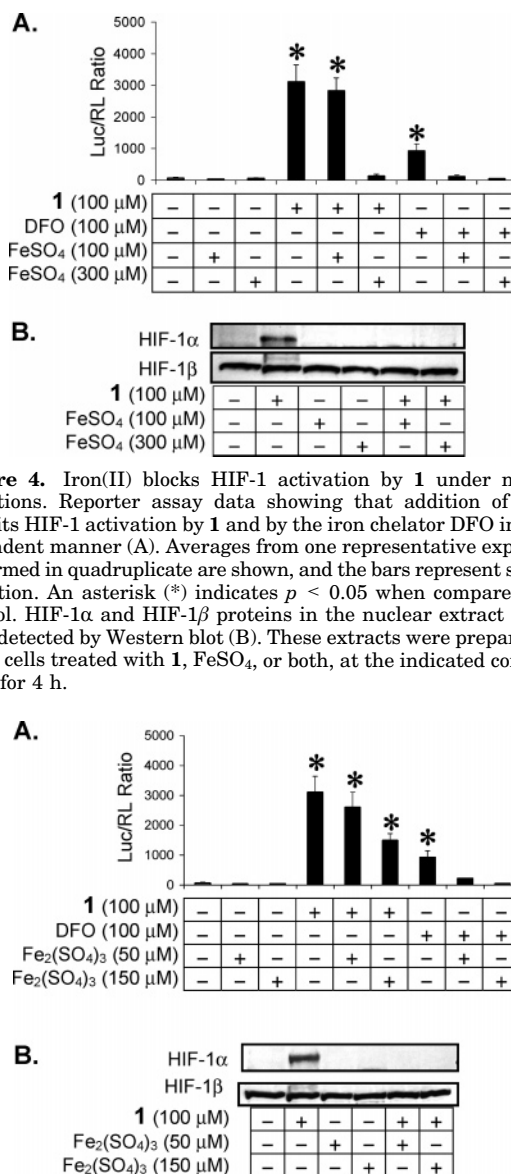 A.
5000
4000
3000
2000
1000
0
Luc/RL Ratio
* * *
1 (100 μM) – – – + + + – – –
DFO (100 μM) – – – – – – + + +
FeSO4 (100 μM) – + – – + – – + –
FeSO4 (300 μM) – – + – – + – – +
B.
HIF-1α
HIF-1β
1 (100 μM) – + – – + +
FeSO4 (100 μM) – – + – + –
FeSO4 (300 μM) – – – + – +
re 4. Iron(II) blocks HIF-1 activation by 1 under n
tions. Reporter assay data showing that addition of
its HIF-1 activation by 1 and by the iron chelator DFO in
ndent manner (A). Averages from one representative exp
rmed in quadruplicate are shown, and the bars represent s
tion. An asterisk (*) indicates p < 0.05 when compare
ol. HIF-1α and HIF-1β proteins in the nuclear extract
detected by Western blot (B). These extracts were prepar
cells treated with 1, FeSO4, or both, at the indicated co
for 4 h.
A.
5000
4000
3000
2000
1000
0
Luc/RL Ratio
* * * *
1 (100 μM) – – – + + + – – –
DFO (100 μM) – – – – – – + + +
Fe2(SO4)3 (50 μM) – + – – + – – + –
Fe2(SO4)3 (150 μM) – – + – – + – – +
B.
HIF-1α
HIF-1β
1 (100 μM) – + – – + +
Fe2(SO4)3 (50 μM) – – + – + –
Fe2(SO4)3 (150 μM) – – – + – +